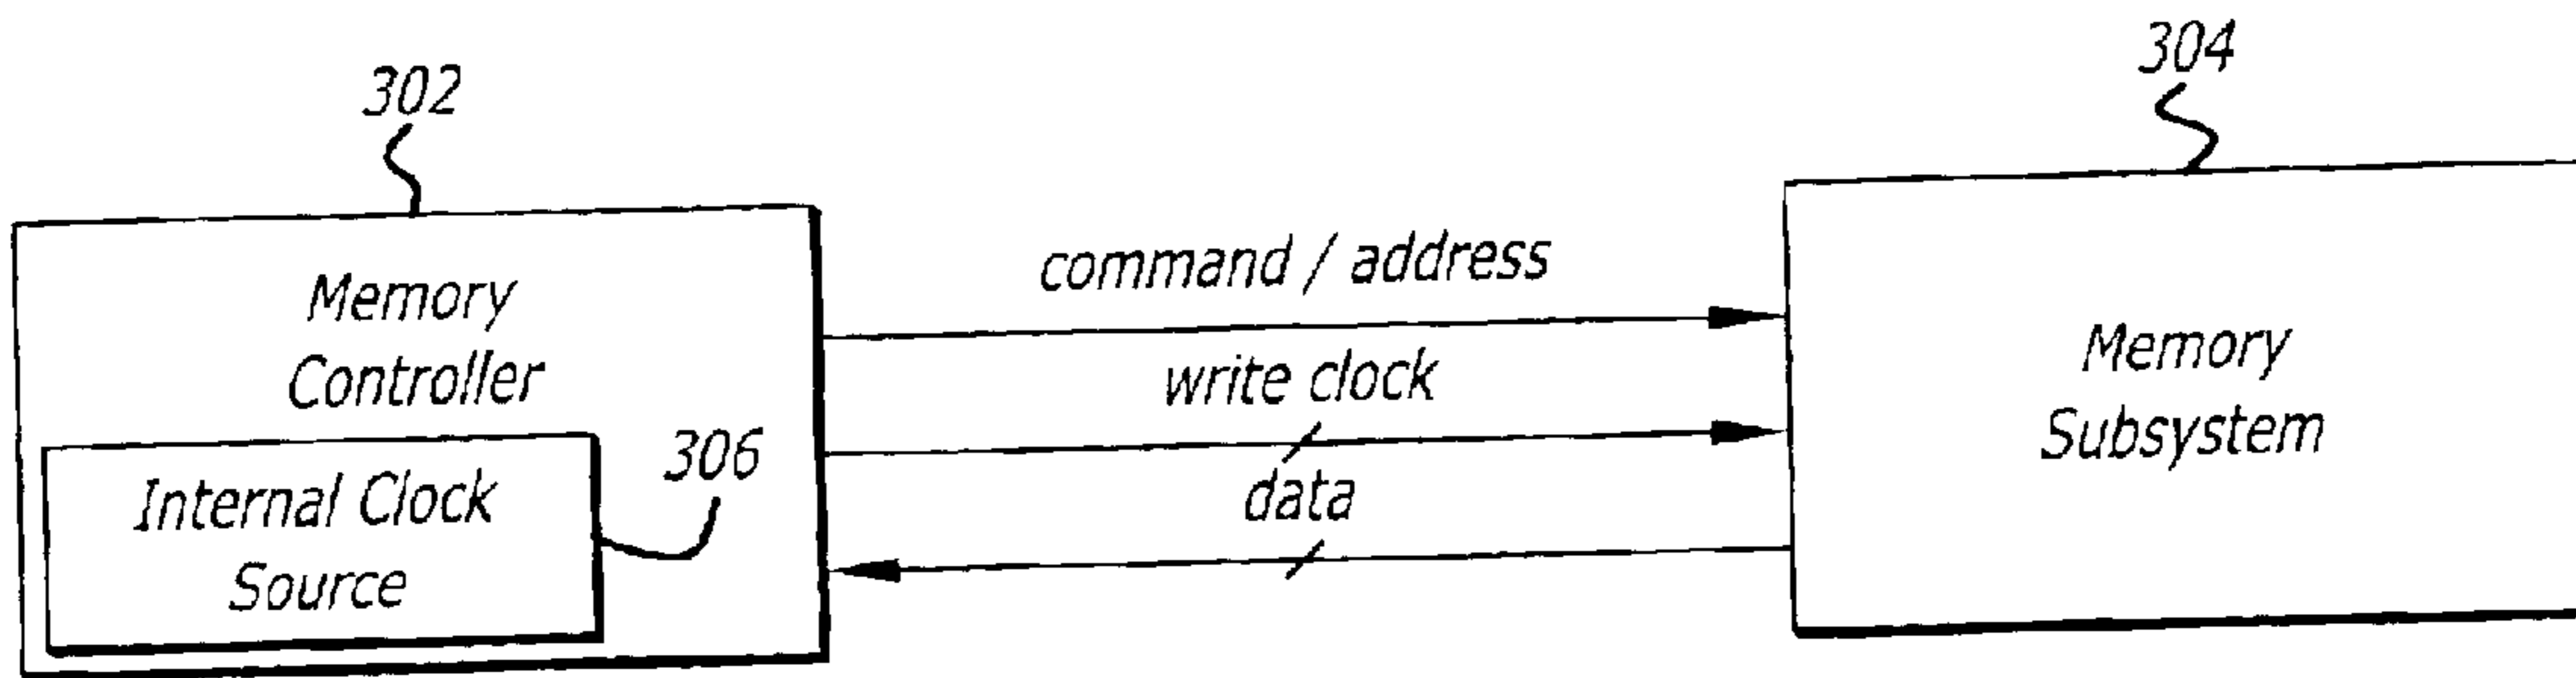 302
304
Memory
Controller
Internal Clock
Source
306
command / address
write clock
data
Memory
Subsystem